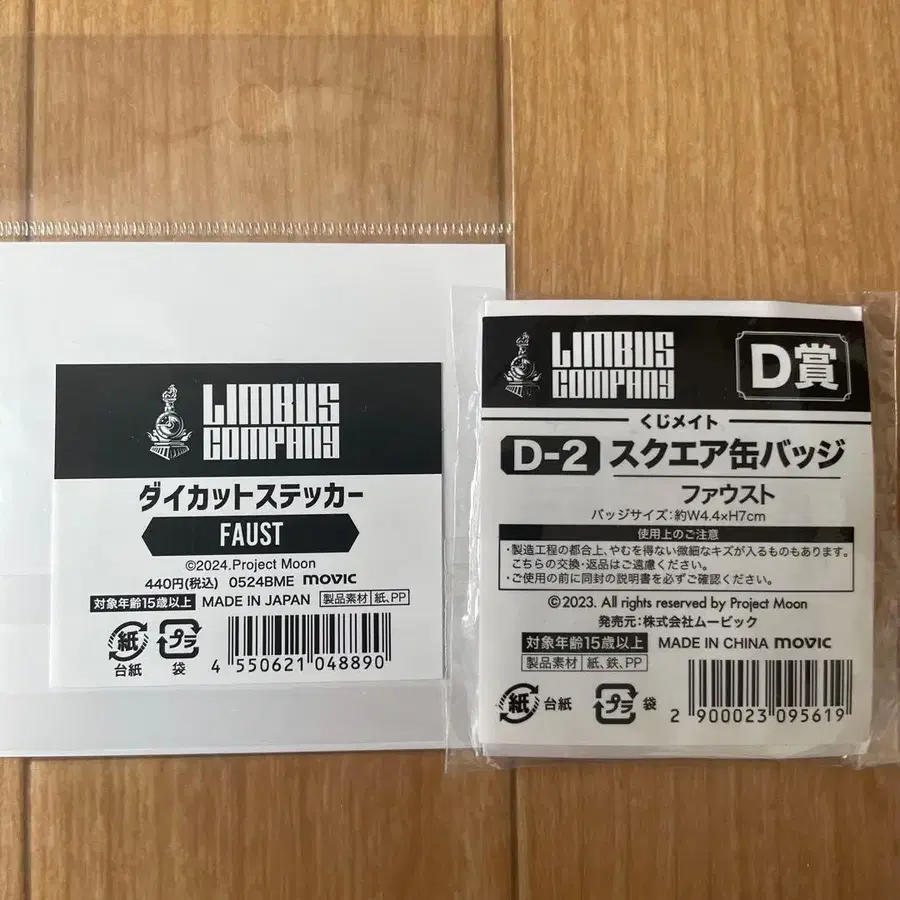 LIMBUS
COMPANY
ダイカットステッカー
FAUST
©2024.Project Moon
440円(税込) 0524BME movic
対象年齢15歳以上 MADE IN JAPAN 製品素材 紙、PP
紙 台紙 プラ 袋
4 550621 048890
LIMBUS
COMPANY
D賞
くじメイト
D-2 スクエア缶バッジ
ファウスト
バッジサイズ:約W4.4×H7cm
使用上のご注意
・製造工程の都合上、やむを得ない微細なキズが入るものもあります。
こちらの交換・返品はご遠慮ください。
・ご使用の前に同封の説明書を必ずご確認ください。
©2023. All rights reserved by Project Moon
発売元:株式会社ムービック
対象年齢15歳以上 MADE IN CHINA movic
製品素材 紙、鉄、PP
紙 台紙 プラ 袋
2 900023 095619